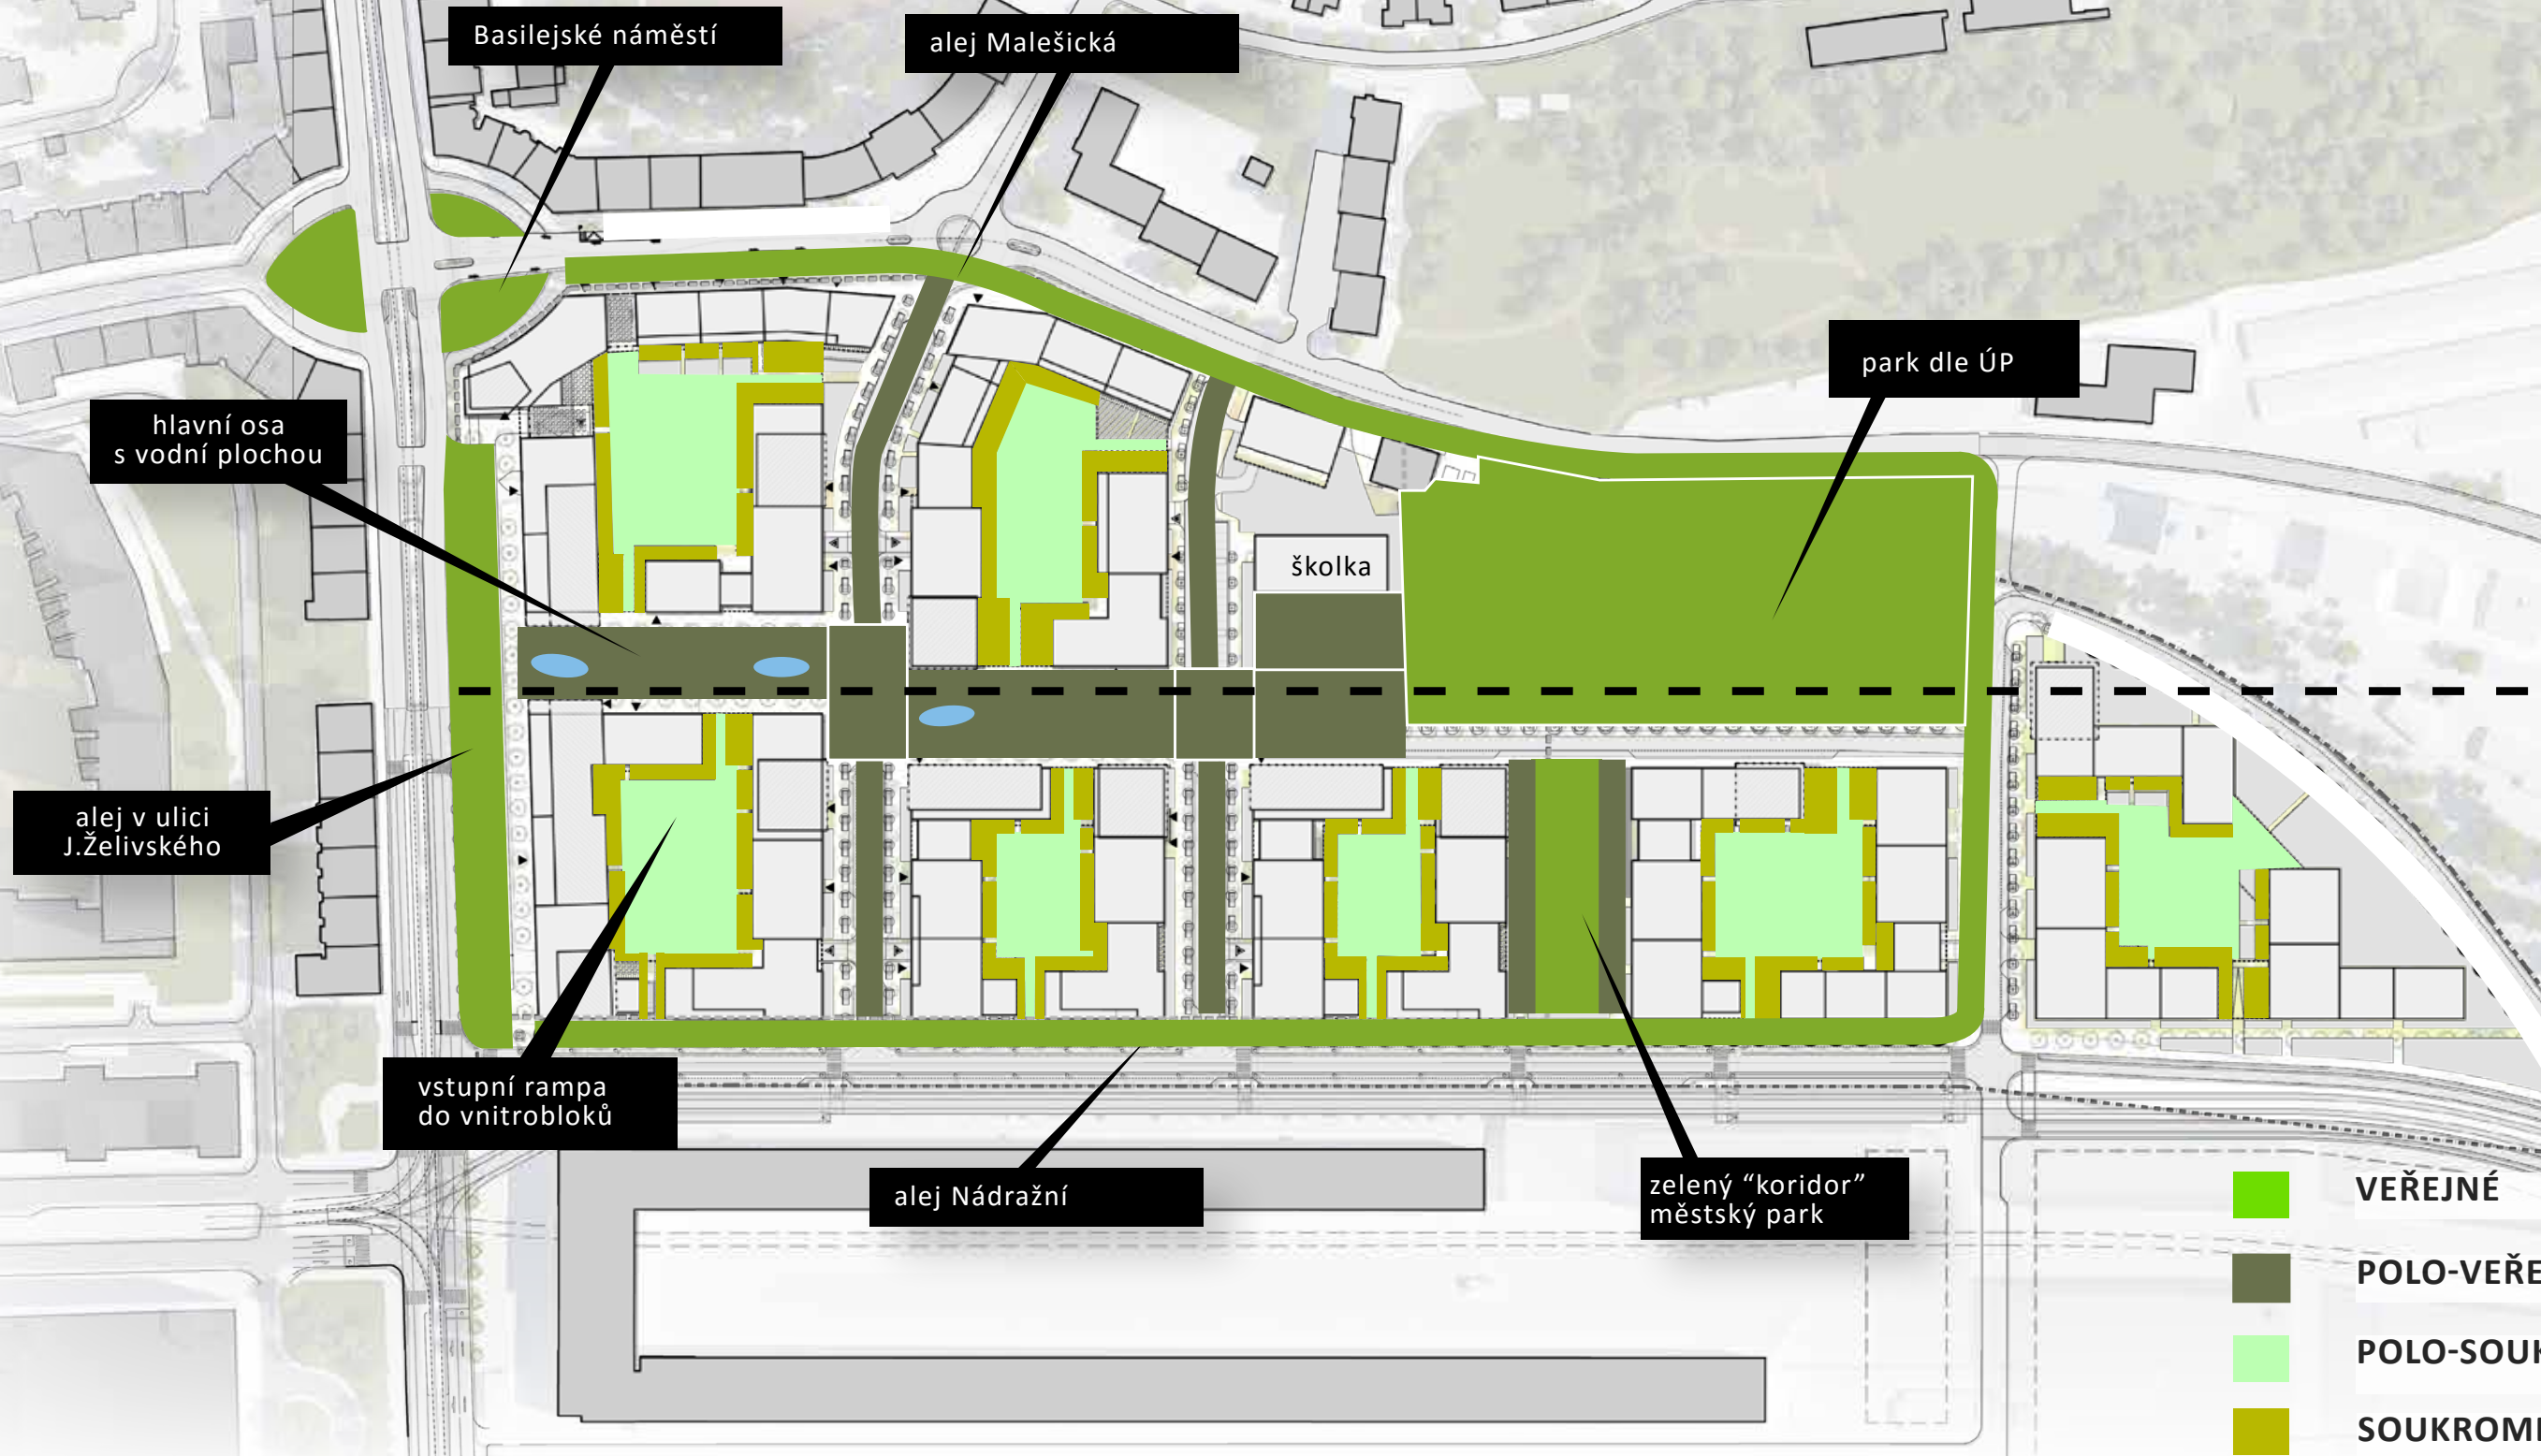 Basilejské náměstí
alej Malešická
park dle ÚP
hlavní osa
s vodní plochou
školka
alej v ulici
J.Želivského
vstupní rampa
do vnitrobloků
alej Nádražní
zelený “koridor”
městský park
VEŘEJNÉ
POLO-VEŘE
POLO-SOUK
SOUKROM